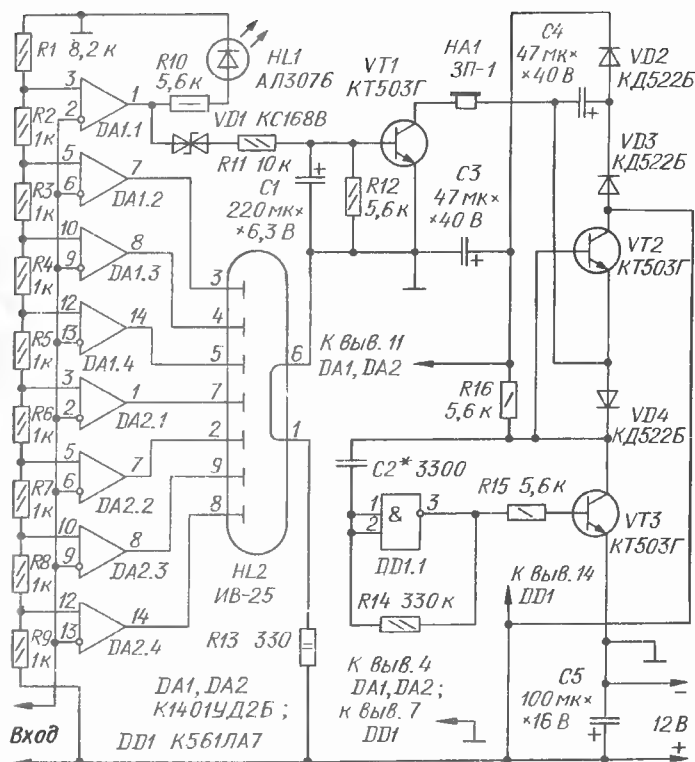 R1 8,2 к
R10
5,6 к
HL1
АЛ3076
VT1
КТ503Г
HA1
ЗП-1
C4
47 мк×
×40 В
VD2
КД522Б
3
2
1
DA1.1
R2
1к
VD1 КС168В
R11 10 к
C1
220 мк×
×6,3 В
R12
5,6 к
C3
47 мк×
×40 В
VD3
КД522Б
5
6
7
DA1.2
R3
1к
10
9
8
DA1.3
R4
1к
VT2
КТ503Г
12
13
14
DA1.4
R5
1к
3
4
5
7
2
9
8
6
1
HL2
ИВ-25
К выв. 11
DA1, DA2
R16
5,6 к
VD4
КД522Б
3
2
1
DA2.1
R6
1к
5
6
7
DA2.2
R7
1к
C2* 3300
1
2
&
3
DD1.1
R15 5,6 к
VT3
КТ503Г
10
9
8
DA2.3
R8
1к
R14 330 к
К выв. 14
DD1
12
13
14
DA2.4
R9
1к
R13 330
К выв. 4
DA1, DA2;
к выв. 7
DD1
C5
100 мк×
×16 В
−
12 В
+
Вход
DA1, DA2
К1401УД2Б;
DD1 К561ЛА7